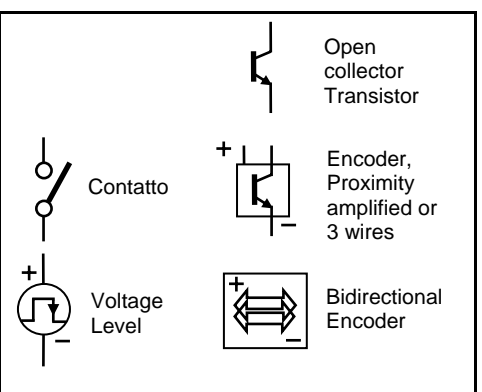 Open
collector
Transistor
+
Encoder,
Proximity
amplified or
3 wires
−
Contatto
+
Voltage
Level
−
+
Bidirectional
Encoder
−